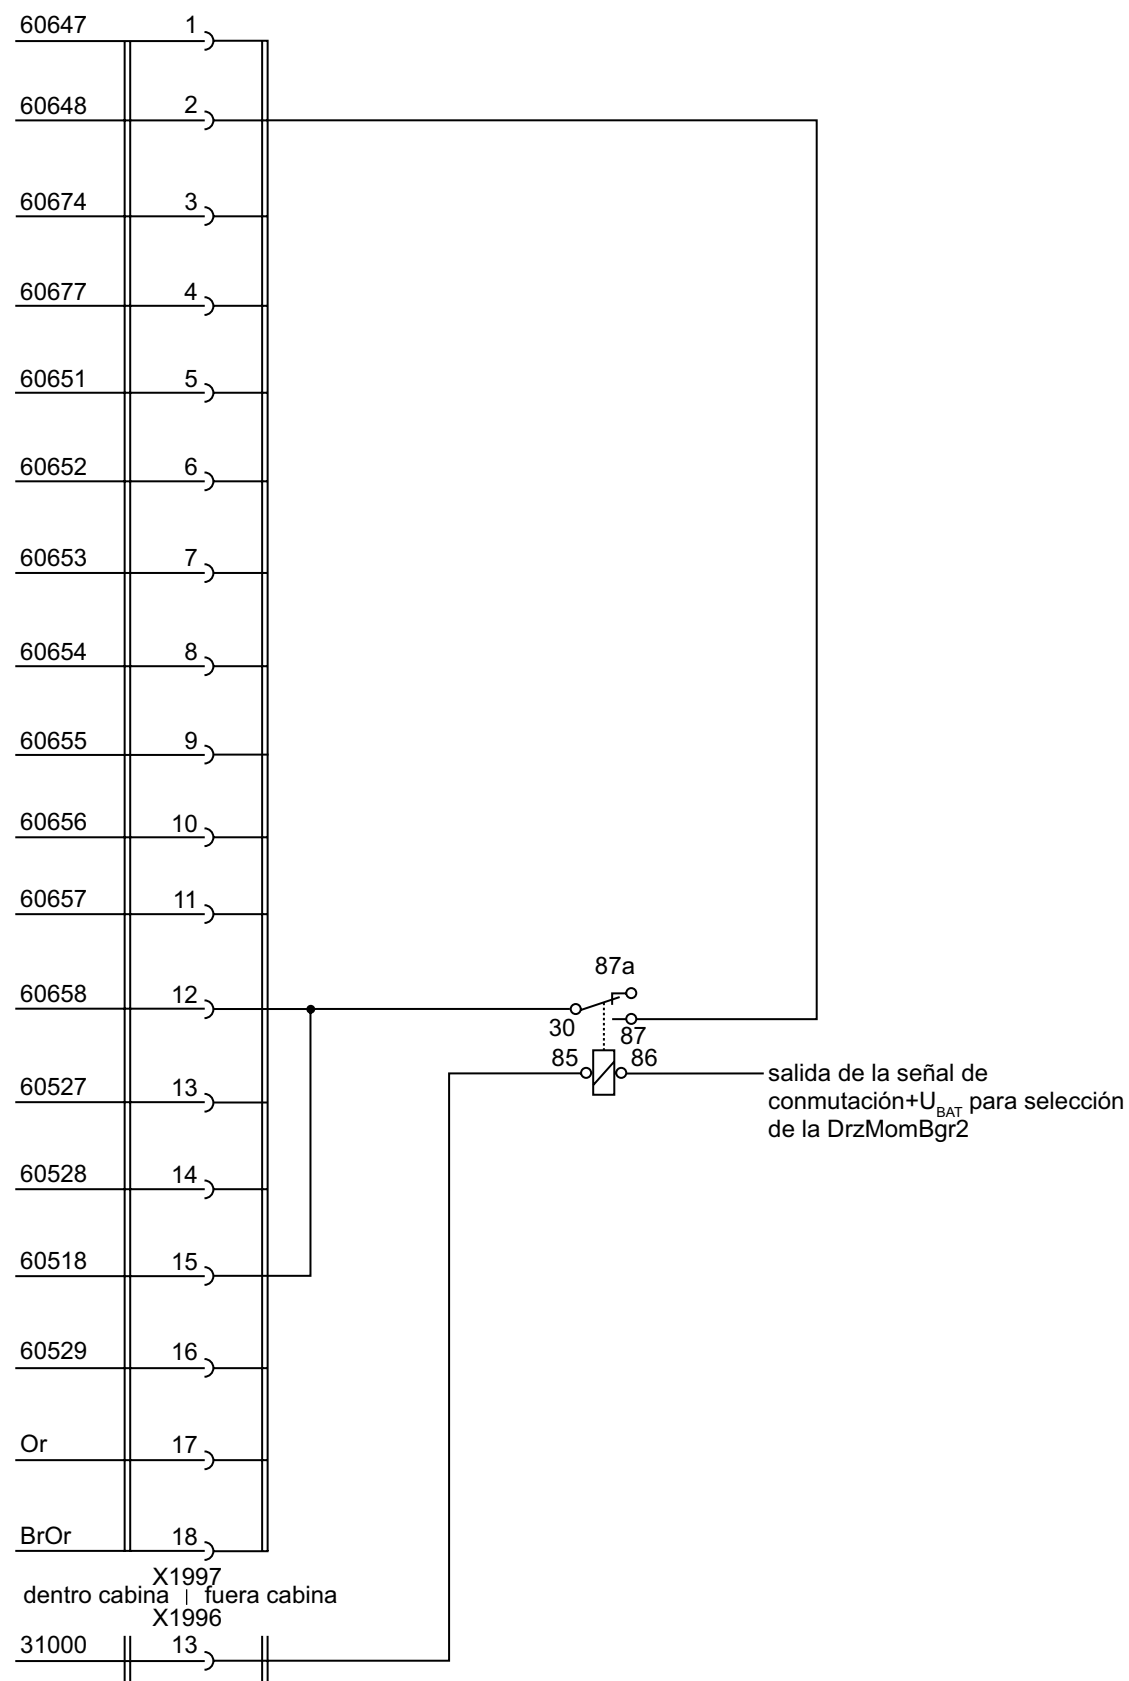 60647 1
60648 2
60674 3
60677 4
60651 5
60652 6
60653 7
60654 8
60655 9
60656 10
60657 11
87a
60658 12
30 87
85 86
salida de la señal de
conmutación+U_BAT para selección
de la DrzMomBgr2
60527 13
60528 14
60518 15
60529 16
Or 17
BrOr 18
X1997
dentro cabina | fuera cabina
X1996
31000 13